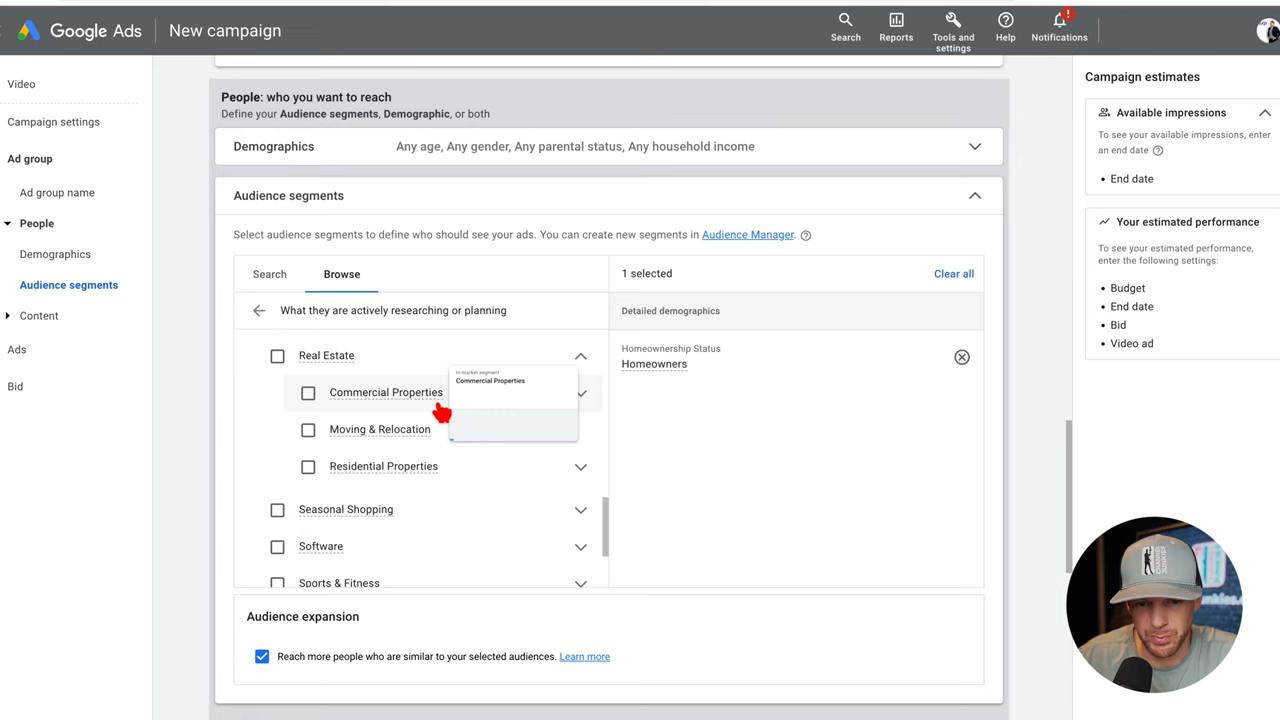 Google Ads
New campaign
Search
Reports
Tools and
settings
Help
!
Notifications
Video
Campaign settings
Ad group
Ad group name
People
Demographics
Audience segments
Content
Ads
Bid
People: who you want to reach
Define your Audience segments, Demographic, or both
Demographics
Any age, Any gender, Any parental status, Any household income
Audience segments
Select audience segments to define who should see your ads. You can create new segments in Audience Manager. ?
Search
Browse
1 selected
Clear all
What they are actively researching or planning
Detailed demographics
Real Estate
Commercial Properties
Moving & Relocation
Residential Properties
Seasonal Shopping
Software
Sports & Fitness
In-market segment
Commercial Properties
Homeownership Status
Homeowners
Audience expansion
Reach more people who are similar to your selected audiences. Learn more
Campaign estimates
Available impressions
To see your available impressions, enter
an end date ?
• End date
Your estimated performance
To see your estimated performance,
enter the following settings:
• Budget
• End date
• Bid
• Video ad
CHANNEL
JUNKIES